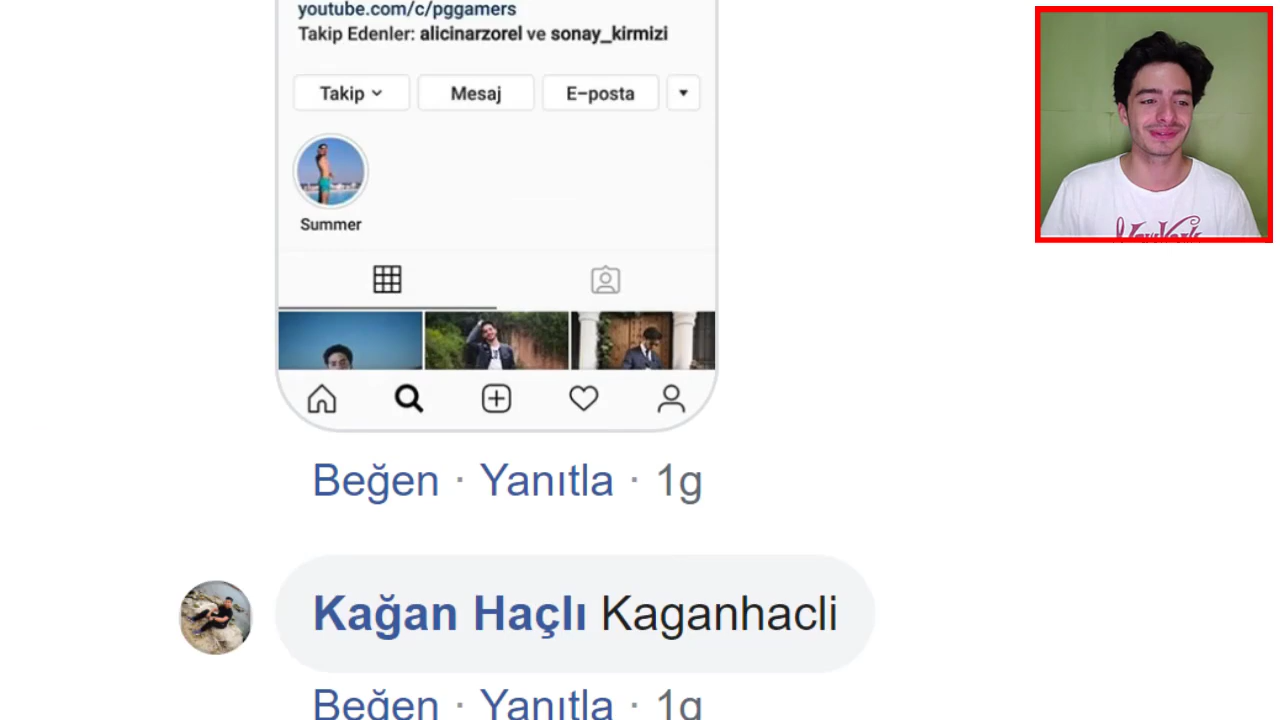 youtube.com/c/pggamers
Takip Edenler: alicinarzorel ve sonay_kirmizi
Takip Mesaj E-posta
Summer
Beğen · Yanıtla · 1g
Kağan Haçlı Kaganhacli
Beğen · Yanıtla · 1g